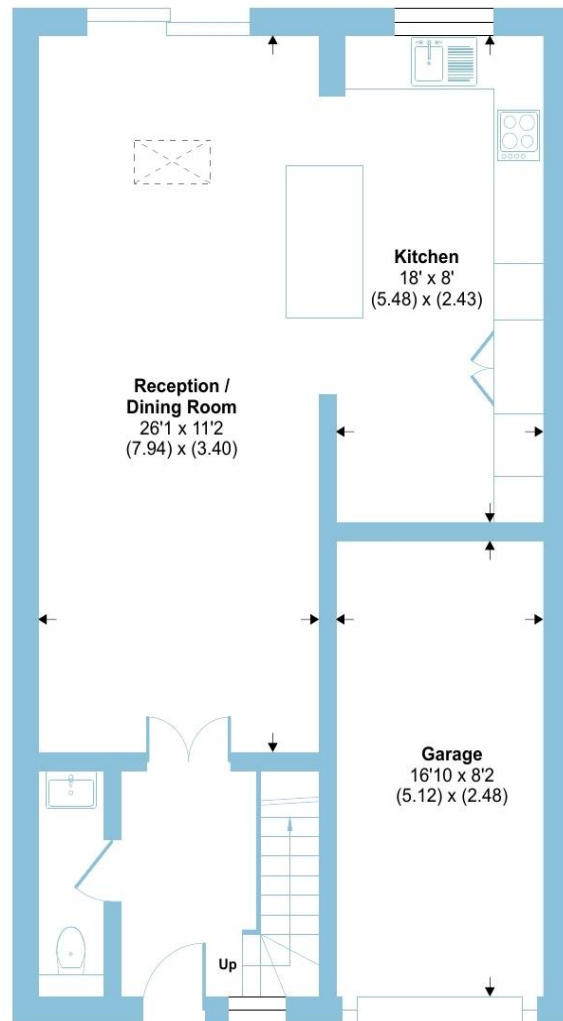 Kitchen
18' x 8'
(5.48) x (2.43)
Reception /
Dining Room
26'1 x 11'2
(7.94) x (3.40)
Garage
16'10 x 8'2
(5.12) x (2.48)
Up